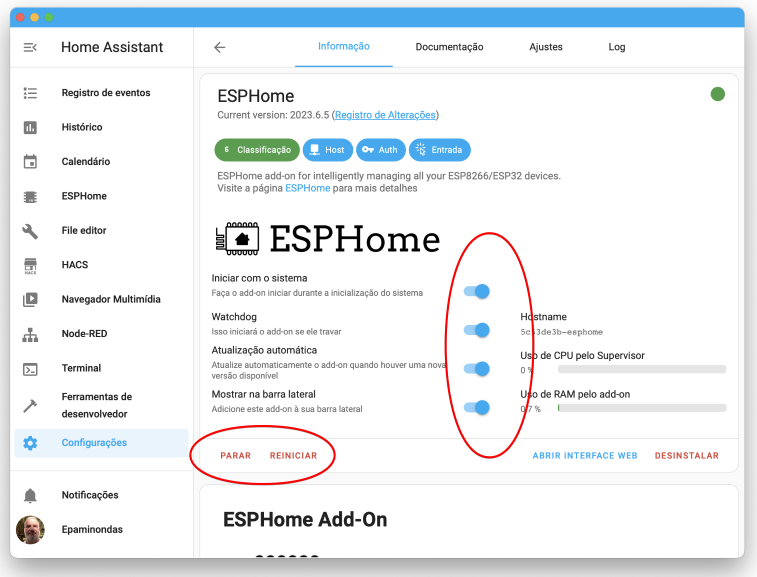 Home Assistant
Informação
Documentação
Ajustes
Log
Registro de eventos
Histórico
Calendário
ESPHome
File editor
HACS
HACS
Navegador Multimídia
Node-RED
Terminal
Ferramentas de
desenvolvedor
Configurações
Notificações
Epaminondas
ESPHome
Current version: 2023.6.5 (Registro de Alterações)
6 Classificação
Host
Auth
Entrada
ESPHome add-on for intelligently managing all your ESP8266/ESP32 devices.
Visite a página ESPHome para mais detalhes
ESPHome
Iniciar com o sistema
Faça o add-on iniciar durante a inicialização do sistema
Watchdog
Isso iniciará o add-on se ele travar
Atualização automática
Atualize automaticamente o add-on quando houver uma nova
versão disponível
Mostrar na barra lateral
Adicione este add-on à sua barra lateral
Hostname
5c53de3b-esphome
Uso de CPU pelo Supervisor
0 %
Uso de RAM pelo add-on
0.7 %
PARAR
REINICIAR
ABRIR INTERFACE WEB
DESINSTALAR
ESPHome Add-On